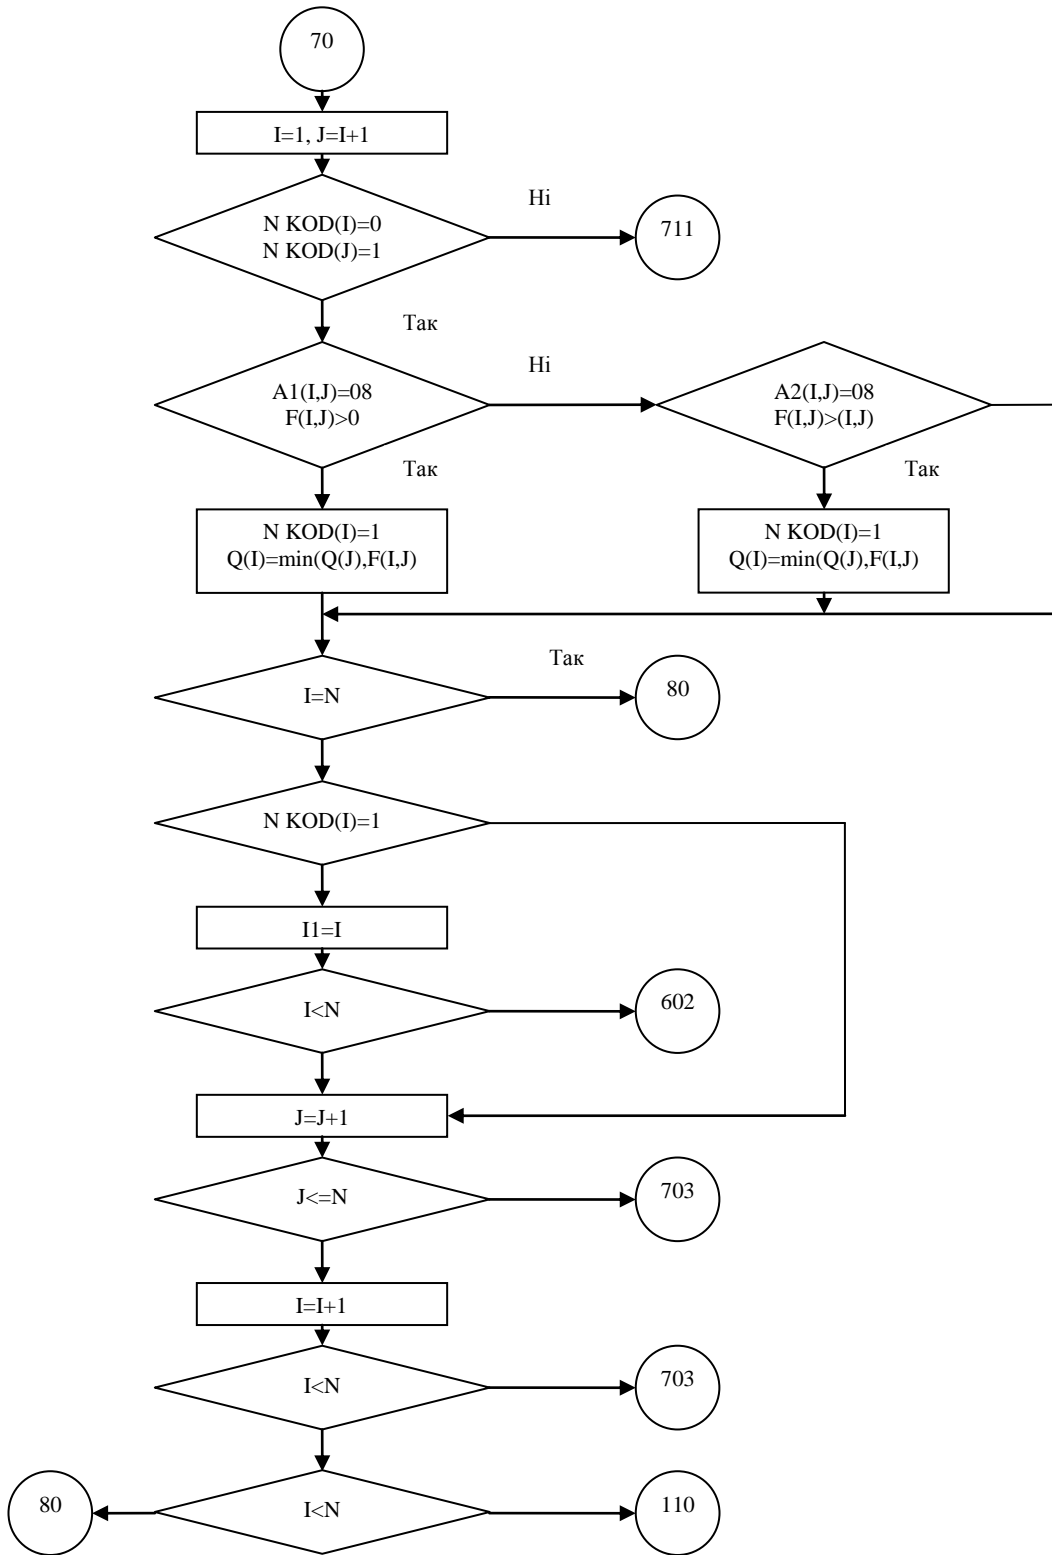 70
I=1, J=I+1
Ні
N KOD(I)=0
N KOD(J)=1
711
Так
Ні
A1(I,J)=08
F(I,J)>0
A2(I,J)=08
F(I,J)>(I,J)
Так
Так
N KOD(I)=1
Q(I)=min(Q(J),F(I,J)
N KOD(I)=1
Q(I)=min(Q(J),F(I,J)
Так
I=N
80
N KOD(I)=1
I1=I
I<N
602
J=J+1
J<=N
703
I=I+1
I<N
703
80
I<N
110